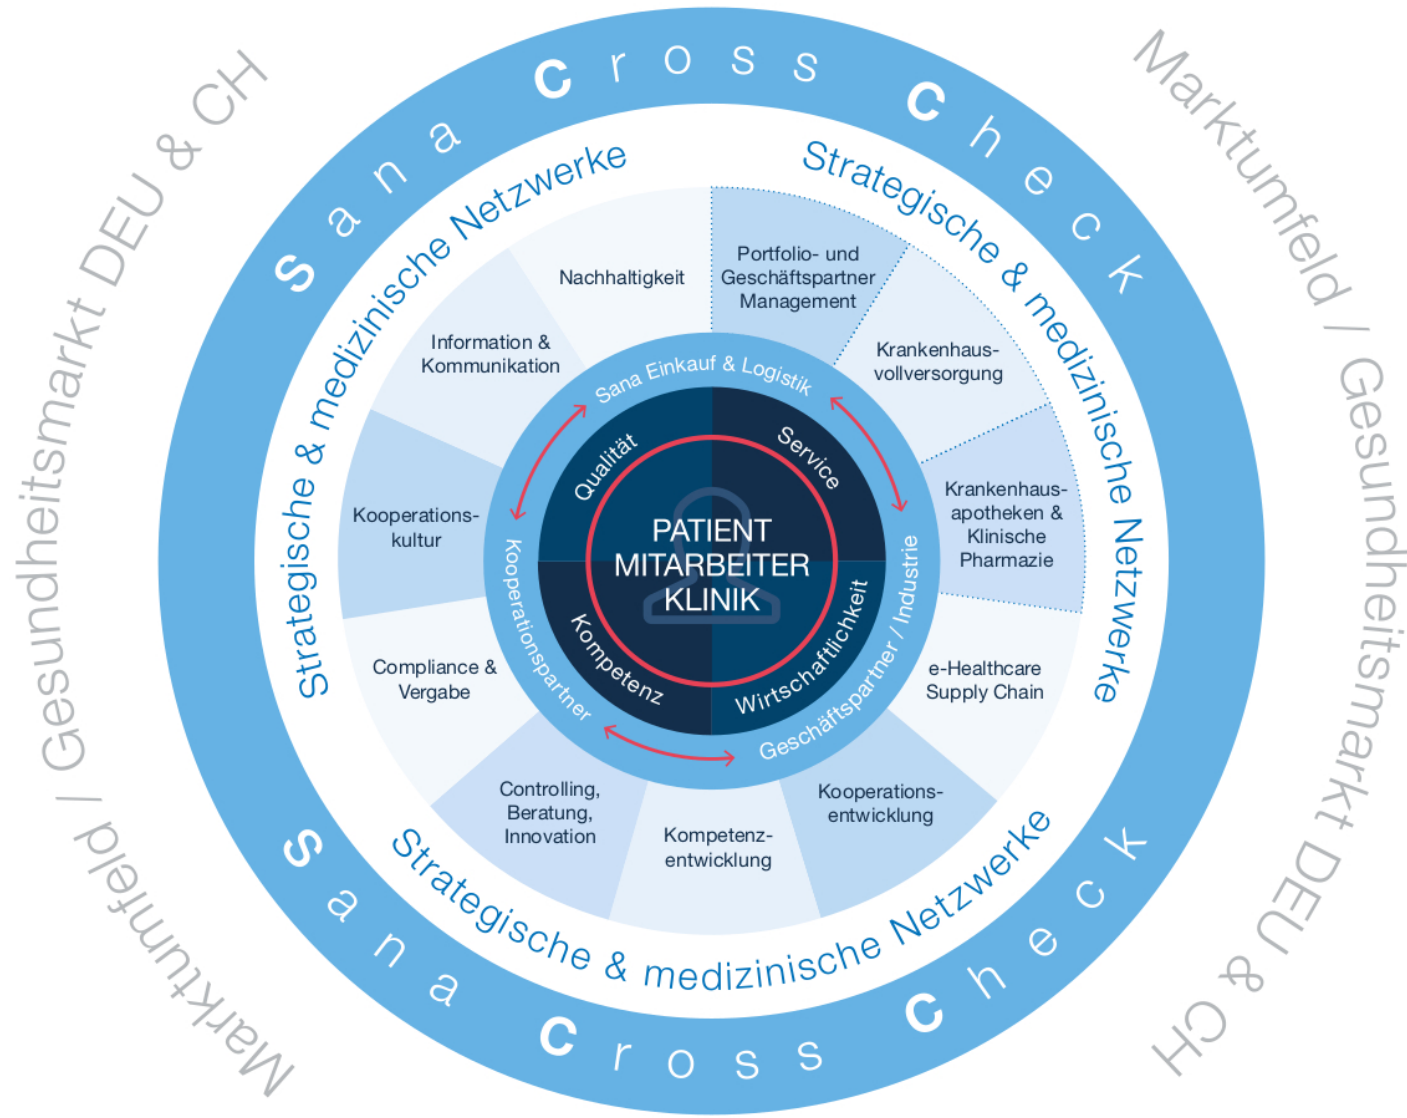 Marktumfeld / Gesundheitsmarkt DEU & CH
Marktumfeld / Gesundheitsmarkt DEU & CH
Sana Cross Check
Strategische & medizinische Netzwerke
Strategische & medizinische Netzwerke
Portfolio- und
Geschäftspartner
Management
Krankenhaus-
vollversorgung
Krankenhaus-
apotheken &
Klinische
Pharmazie
e-Healthcare
Supply Chain
Kooperations-
entwicklung
Kompetenz-
entwicklung
Controlling,
Beratung,
Innovation
Compliance &
Vergabe
Kooperations-
kultur
Information &
Kommunikation
Nachhaltigkeit
Sana Einkauf & Logistik
Geschäftspartner / Industrie
Kooperationspartner
Qualität
Service
Wirtschaftlichkeit
Kompetenz
PATIENT
MITARBEITER
KLINIK
Strategische & medizinische Netzwerke
Sana Cross Check